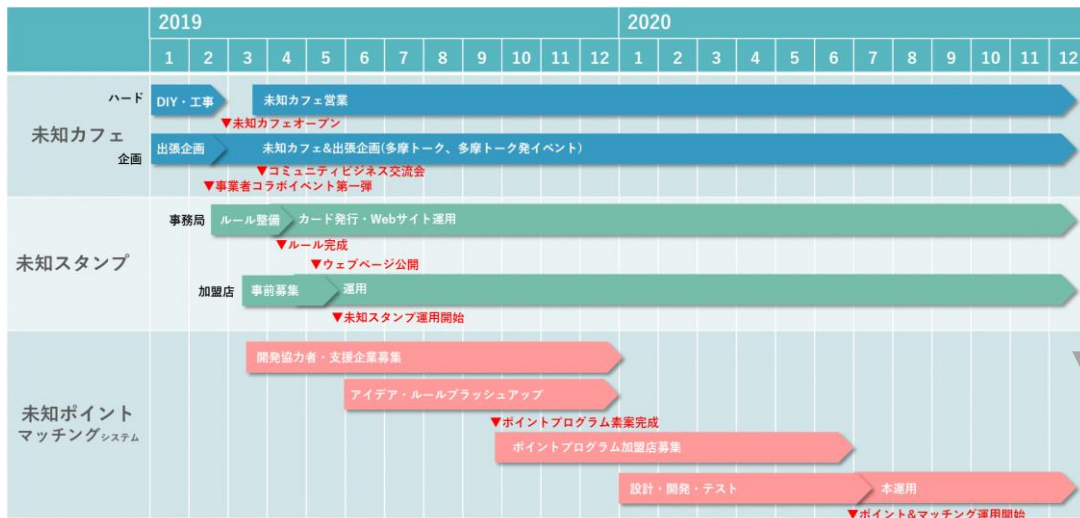 2019
2020
1 2 3 4 5 6 7 8 9 10 11 12 1 2 3 4 5 6 7 8 9 10 11 12
未知カフェ
ハード
DIY・工事
未知カフェ営業
▼未知カフェオープン
企画
出張企画
未知カフェ&出張企画(多摩トーク、多摩トーク発イベント)
▼コミュニティビジネス交流会
▼事業者コラボイベント第一弾
未知スタンプ
事務局
ルール整備
カード発行・Webサイト運用
▼ルール完成
▼ウェブページ公開
加盟店
事前募集
運用
▼未知スタンプ運用開始
未知ポイント
マッチングシステム
開発協力者・支援企業募集
アイデア・ルールブラッシュアップ
▼ポイントプログラム素案完成
ポイントプログラム加盟店募集
設計・開発・テスト
本運用
▼ポイント&マッチング運用開始